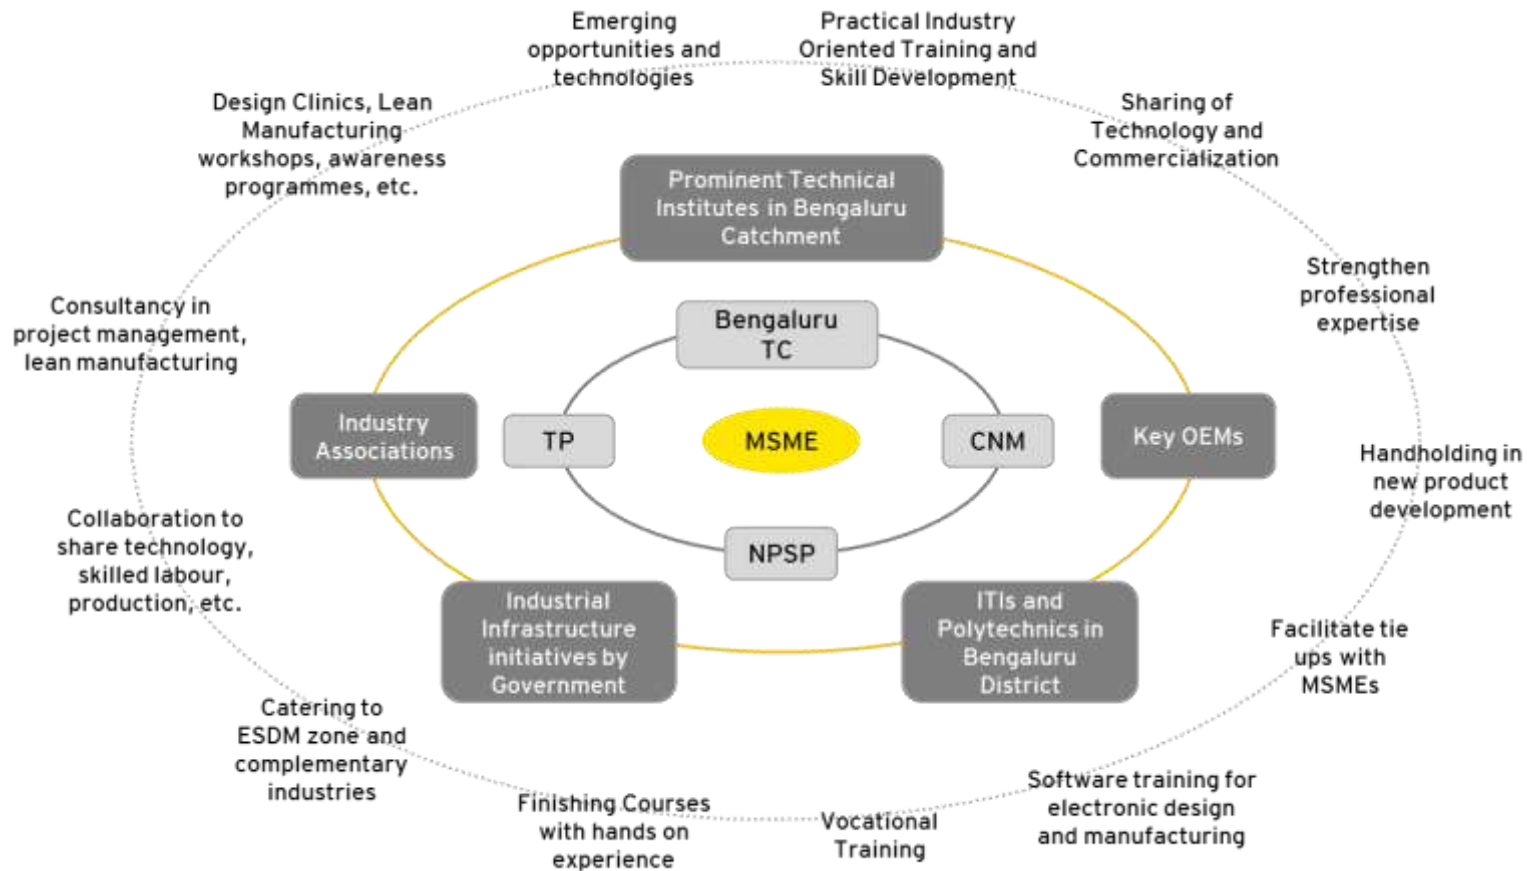 Emerging
opportunities and
technologies
Practical Industry
Oriented Training and
Skill Development
Design Clinics, Lean
Manufacturing
workshops, awareness
programmes, etc.
Sharing of
Technology and
Commercialization
Prominent Technical
Institutes in Bengaluru
Catchment
Consultancy in
project management,
lean manufacturing
Bengaluru
TC
Strengthen
professional
expertise
Industry
Associations
TP
MSME
CNM
Key OEMs
Handholding in
new product
development
Collaboration to
share technology,
skilled labour,
production, etc.
NPSP
Industrial
Infrastructure
initiatives by
Government
ITIs and
Polytechnics in
Bengaluru
District
Facilitate tie
ups with
MSMEs
Catering to
ESDM zone and
complementary
industries
Finishing Courses
with hands on
experience
Vocational
Training
Software training for
electronic design
and manufacturing